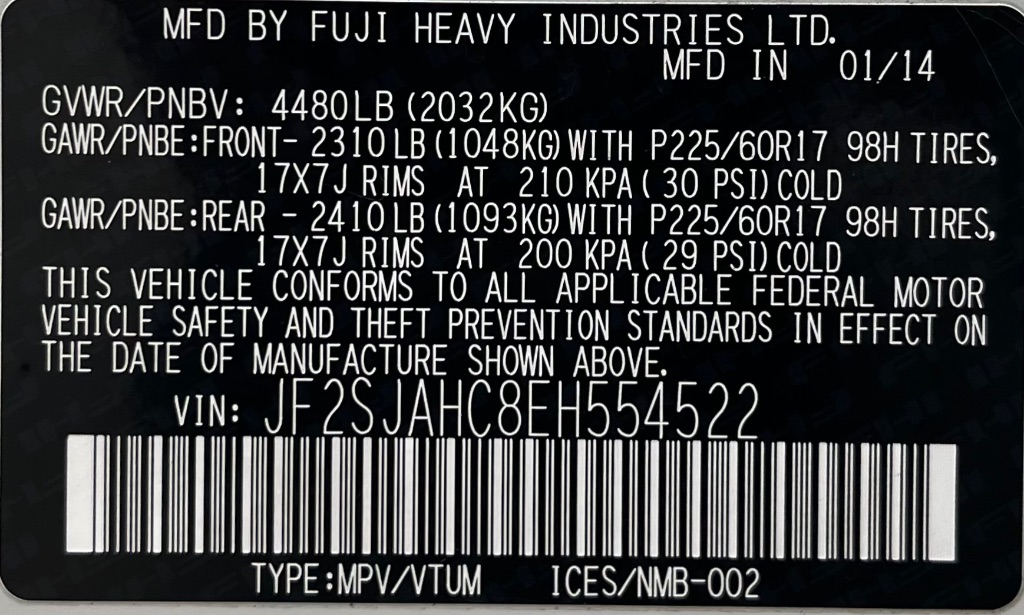 MFD BY FUJI HEAVY INDUSTRIES LTD.
MFD IN 01/14
GVWR/PNBV: 4480LB (2032KG)
GAWR/PNBE:FRONT- 2310 LB (1048KG) WITH P225/60R17 98H TIRES,
17X7J RIMS AT 210 KPA ( 30 PSI) COLD
GAWR/PNBE:REAR - 2410 LB (1093KG) WITH P225/60R17 98H TIRES,
17X7J RIMS AT 200 KPA ( 29 PSI) COLD
THIS VEHICLE CONFORMS TO ALL APPLICABLE FEDERAL MOTOR
VEHICLE SAFETY AND THEFT PREVENTION STANDARDS IN EFFECT ON
THE DATE OF MANUFACTURE SHOWN ABOVE.
VIN: JF2SJAHC8EH554522
TYPE:MPV/VTUM ICES/NMB-002